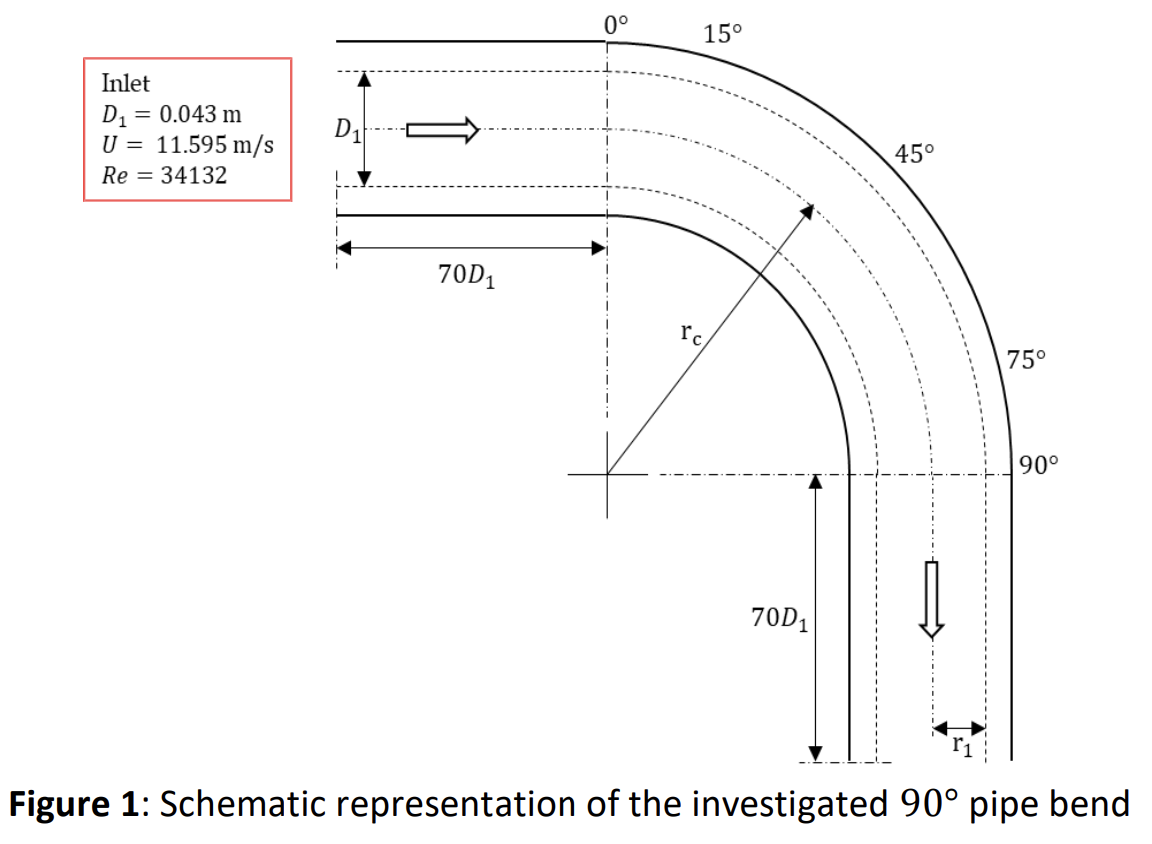 0°
15°
Inlet
D₁ = 0.043 m
U = 11.595 m/s
Re = 34132
D₁
45°
70D₁
r_c
75°
90°
70D₁
r₁
Figure 1: Schematic representation of the investigated 90° pipe bend